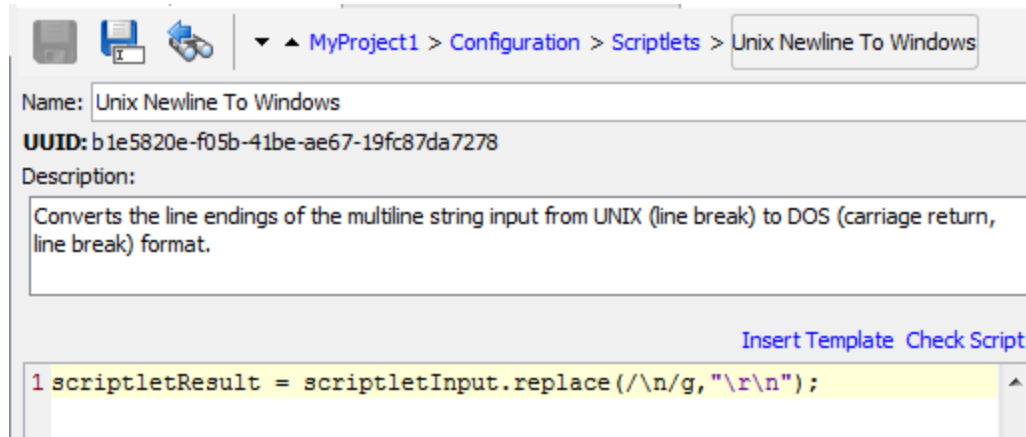 MyProject1 > Configuration > Scriptlets > Unix Newline To Windows
Name: Unix Newline To Windows
UUID: b1e5820e-f05b-41be-ae67-19fc87da7278
Description:
Converts the line endings of the multiline string input from UNIX (line break) to DOS (carriage return,
line break) format.
Insert Template Check Script
1 scriptletResult = scriptletInput.replace(/\n/g,"\r\n");